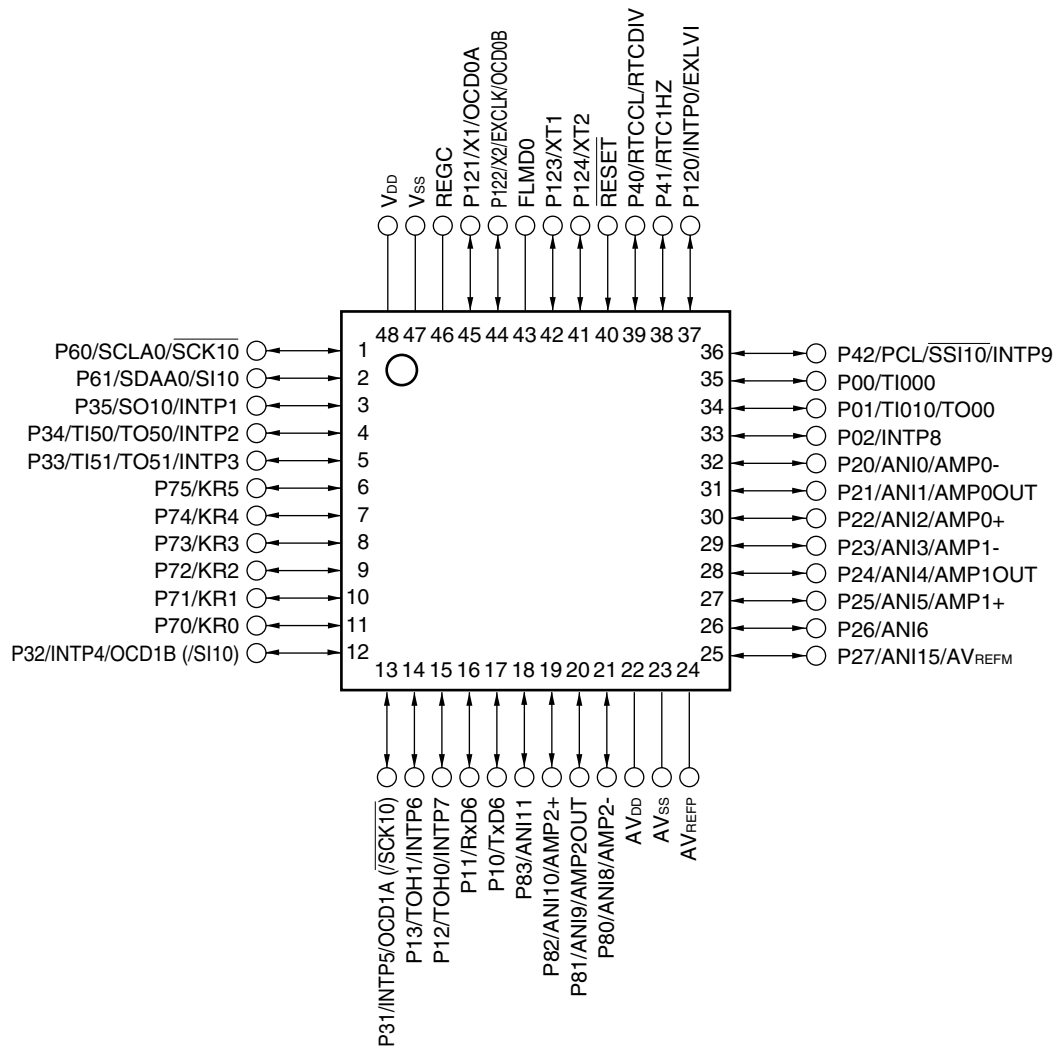 VDD
VSS
REGC
P121/X1/OCD0A
P122/X2/EXCLK/OCD0B
FLMD0
P123/XT1
P124/XT2
RESET
P40/RTCCL/RTCDIV
P41/RTC1HZ
P120/INTP0/EXLVI
48 47 46 45 44 43 42 41 40 39 38 37
P60/SCLA0/SCK10 1
P61/SDAA0/SI10 2
P35/SO10/INTP1 3
P34/TI50/TO50/INTP2 4
P33/TI51/TO51/INTP3 5
P75/KR5 6
P74/KR4 7
P73/KR3 8
P72/KR2 9
P71/KR1 10
P70/KR0 11
P32/INTP4/OCD1B (/SI10) 12
36 P42/PCL/SSI10/INTP9
35 P00/TI000
34 P01/TI010/TO00
33 P02/INTP8
32 P20/ANI0/AMP0-
31 P21/ANI1/AMP0OUT
30 P22/ANI2/AMP0+
29 P23/ANI3/AMP1-
28 P24/ANI4/AMP1OUT
27 P25/ANI5/AMP1+
26 P26/ANI6
25 P27/ANI15/AVREFM
13 14 15 16 17 18 19 20 21 22 23 24
P31/INTP5/OCD1A (/SCK10)
P13/TOH1/INTP6
P12/TOH0/INTP7
P11/RxD6
P10/TxD6
P83/ANI11
P82/ANI10/AMP2+
P81/ANI9/AMP2OUT
P80/ANI8/AMP2-
AVDD
AVSS
AVREFP